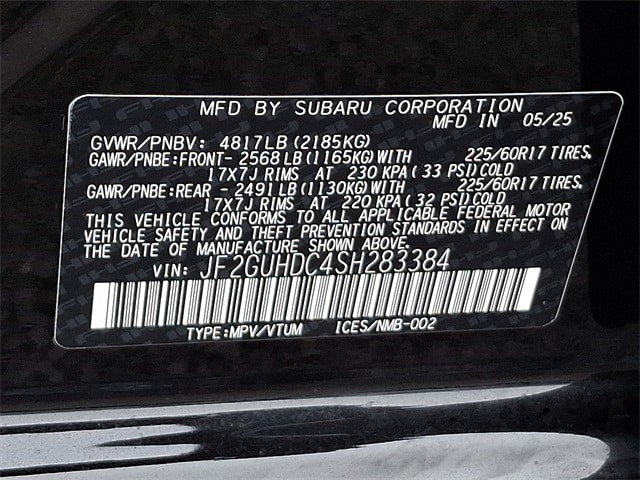 MFD BY SUBARU CORPORATION
MFD IN 05/25
GVWR/PNBV: 4817LB (2185KG)
GAWR/PNBE:FRONT- 2568 LB (1165KG) WITH 225/60R17 TIRES,
17X7J RIMS AT 230 KPA (33 PSI) COLD
GAWR/PNBE:REAR - 2491 LB (1130KG) WITH 225/60R17 TIRES,
17X7J RIMS AT 220 KPA (32 PSI) COLD
THIS VEHICLE CONFORMS TO ALL APPLICABLE FEDERAL MOTOR
VEHICLE SAFETY AND THEFT PREVENTION STANDARDS IN EFFECT ON
THE DATE OF MANUFACTURE SHOWN ABOVE.
VIN: JF2GUHDC4SH283384
TYPE:MPV/VTUM ICES/NMB-002